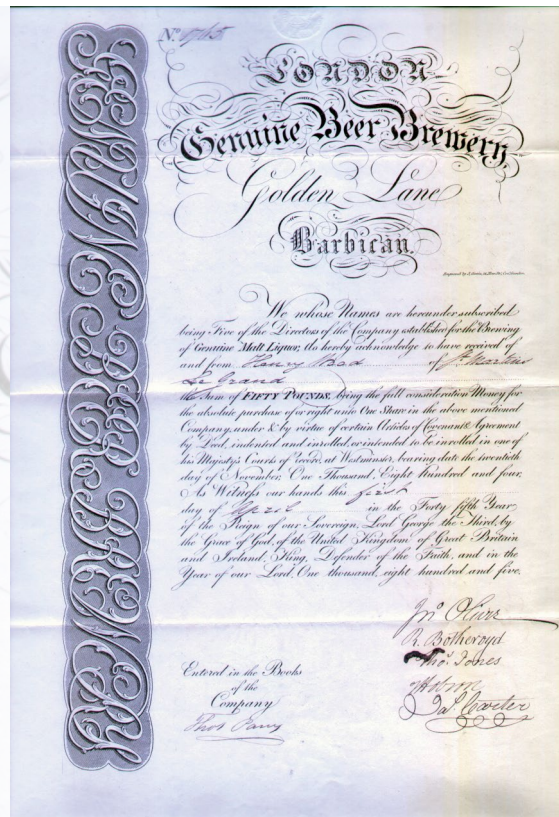 No.
LONDON
Genuine Beer Brewery,
Golden Lane
Barbican.
GENUINE BEER BREWERY
We whose Names are hereunder subscribed
being Five of the Directors of the Company established for the Brewing
of Genuine Malt Liquor, do hereby acknowledge to have received of
and from Henry of St. Martins
Le Grand
the Sum of FIFTY POUNDS, being the full consideration Money for
the absolute purchase of or right unto One Share in the above mentioned
Company, under & by virtue of certain Articles of Covenant & Agreement
by Deed, indented and inrolled, or intended to be inrolled in one of
his Majesty's Courts of Record, at Westminster, bearing date the twentieth
day of November, One Thousand, Eight Hundred and four.
As Witness our hands this first
day of April in the Forty fifth Year
of the Reign of our Sovereign, Lord George the Third, by
the Grace of God, of the United Kingdom of Great Britain
and Ireland, King, Defender of the Faith, and in the
Year of our Lord, One thousand, eight hundred and five.
R. Botheroyd
Thos. Jones
Jas. Carter
Entered in the Books
of the
Company